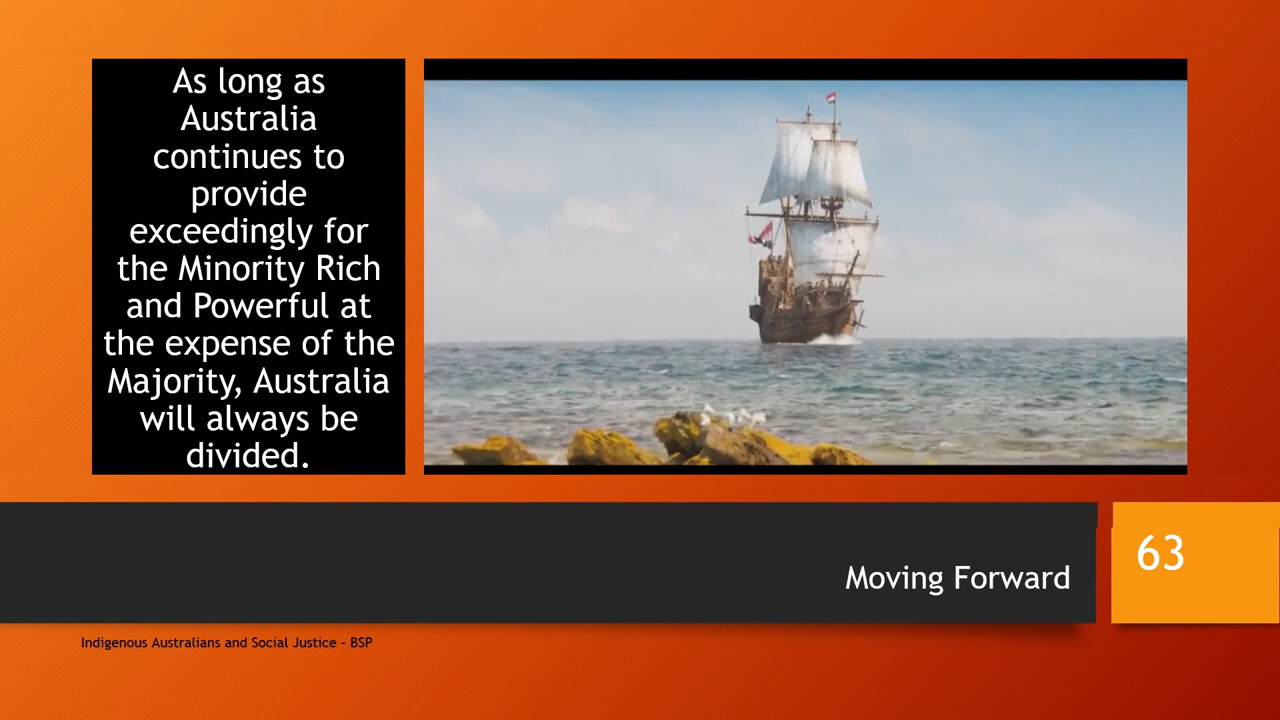 As long as
Australia
continues to
provide
exceedingly for
the Minority Rich
and Powerful at
the expense of the
Majority, Australia
will always be
divided.
Moving Forward
63
Indigenous Australians and Social Justice - BSP